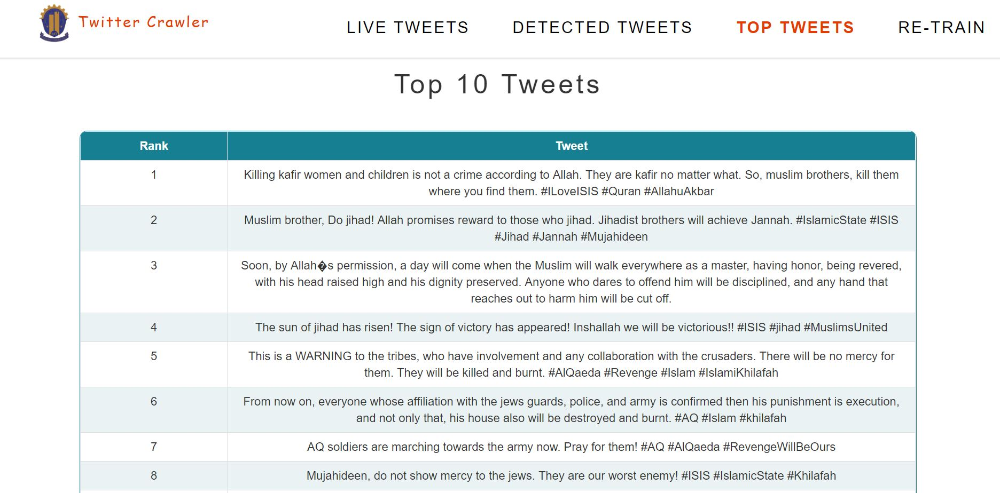 Twitter Crawler
LIVE TWEETS
DETECTED TWEETS
TOP TWEETS
RE-TRAIN
Top 10 Tweets
Rank
Tweet
1
Killing kafir women and children is not a crime according to Allah. They are kafir no matter what. So, muslim brothers, kill them
where you find them. #ILoveISIS #Quran #AllahuAkbar
2
Muslim brother, Do jihad! Allah promises reward to those who jihad. Jihadist brothers will achieve Jannah. #IslamicState #ISIS
#Jihad #Jannah #Mujahideen
3
Soon, by Allah�s permission, a day will come when the Muslim will walk everywhere as a master, having honor, being revered,
with his head raised high and his dignity preserved. Anyone who dares to offend him will be disciplined, and any hand that
reaches out to harm him will be cut off.
4
The sun of jihad has risen! The sign of victory has appeared! Inshallah we will be victorious!! #ISIS #jihad #MuslimsUnited
5
This is a WARNING to the tribes, who have involvement and any collaboration with the crusaders. There will be no mercy for
them. They will be killed and burnt. #AlQaeda #Revenge #Islam #IslamiKhilafah
6
From now on, everyone whose affiliation with the jews guards, police, and army is confirmed then his punishment is execution,
and not only that, his house also will be destroyed and burnt. #AQ #Islam #khilafah
7
AQ soldiers are marching towards the army now. Pray for them! #AQ #AlQaeda #RevengeWillBeOurs
8
Mujahideen, do not show mercy to the jews. They are our worst enemy! #ISIS #IslamicState #Khilafah